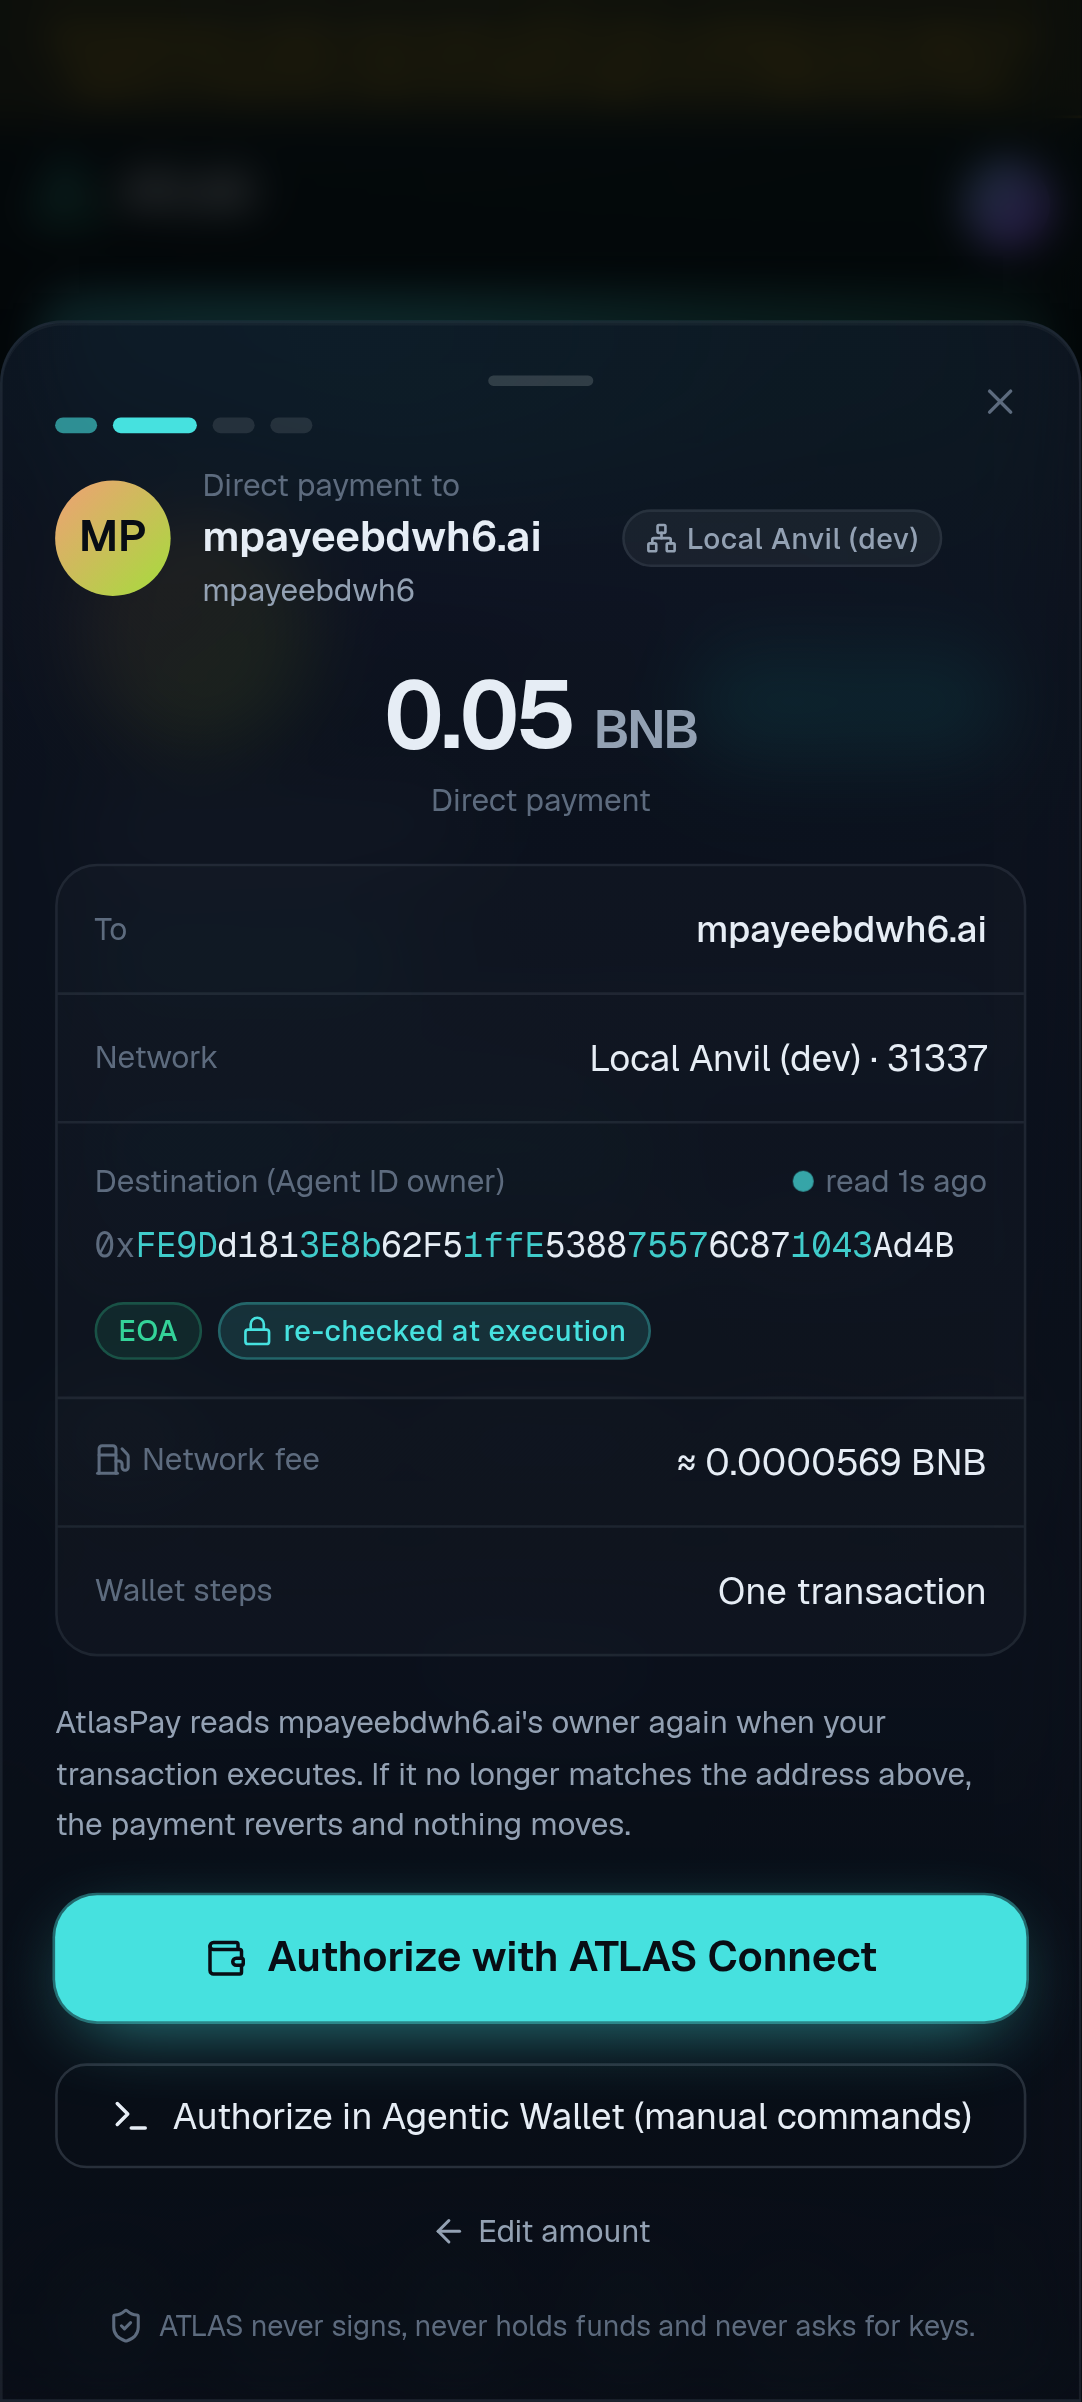 Direct payment to
MP
mpayeebdwh6.ai
Local Anvil (dev)
mpayeebdwh6
0.05 BNB
Direct payment
To
mpayeebdwh6.ai
Network
Local Anvil (dev) · 31337
Destination (Agent ID owner)
read 1s ago
0xFE9Dd1813E8b62F51ffE538875576C871043Ad4B
EOA
re-checked at execution
Network fee
≈ 0.0000569 BNB
Wallet steps
One transaction
AtlasPay reads mpayeebdwh6.ai's owner again when your
transaction executes. If it no longer matches the address above,
the payment reverts and nothing moves.
Authorize with ATLAS Connect
Authorize in Agentic Wallet (manual commands)
Edit amount
ATLAS never signs, never holds funds and never asks for keys.